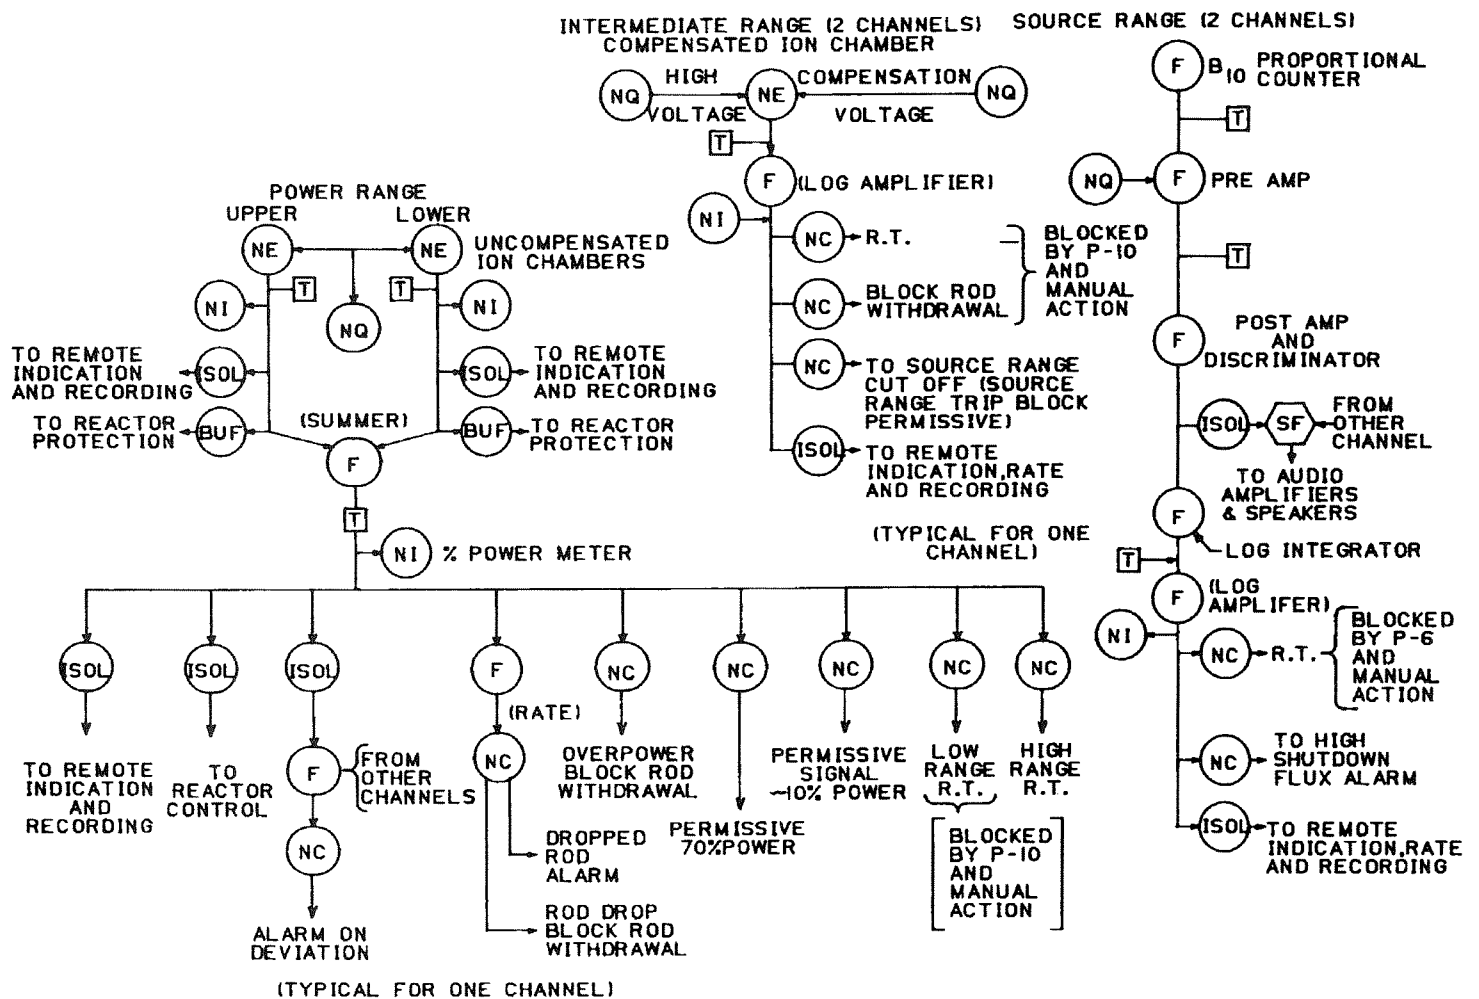 INTERMEDIATE RANGE (2 CHANNELS)
COMPENSATED ION CHAMBER
NQ
HIGH
VOLTAGE
NE
COMPENSATION
VOLTAGE
NQ
T
F
(LOG AMPLIFIER)
NI
NC
R.T.
NC
BLOCK ROD
WITHDRAWAL
BLOCKED
BY P-10
AND
MANUAL
ACTION
NC
TO SOURCE RANGE
CUT OFF (SOURCE
RANGE TRIP BLOCK
PERMISSIVE)
ISOL
TO REMOTE
INDICATION,RATE
AND RECORDING
(TYPICAL FOR ONE
CHANNEL)
SOURCE RANGE (2 CHANNELS)
F
B10 PROPORTIONAL
COUNTER
T
NQ
F
PRE AMP
T
F
POST AMP
AND
DISCRIMINATOR
ISOL
SF
FROM
OTHER
CHANNEL
TO AUDIO
AMPLIFIERS
& SPEAKERS
F
LOG INTEGRATOR
T
F
(LOG
AMPLIFER)
NI
NC
R.T.
BLOCKED
BY P-6
AND
MANUAL
ACTION
NC
TO HIGH
SHUTDOWN
FLUX ALARM
ISOL
TO REMOTE
INDICATION,RATE
AND RECORDING
POWER RANGE
UPPER
LOWER
NE
NE
UNCOMPENSATED
ION CHAMBERS
T
T
NI
NQ
NI
TO REMOTE
INDICATION
AND RECORDING
ISOL
ISOL
TO REMOTE
INDICATION
AND RECORDING
TO REACTOR
PROTECTION
BUF
(SUMMER)
BUF
TO REACTOR
PROTECTION
F
T
NI
% POWER METER
ISOL
ISOL
ISOL
F
NC
NC
NC
NC
NC
TO REMOTE
INDICATION
AND
RECORDING
TO
REACTOR
CONTROL
F
FROM
OTHER
CHANNELS
NC
ALARM ON
DEVIATION
(RATE)
NC
DROPPED
ROD
ALARM
ROD DROP
BLOCK ROD
WITHDRAWAL
OVERPOWER
BLOCK ROD
WITHDRAWAL
PERMISSIVE
70%POWER
PERMISSIVE
SIGNAL
~10% POWER
LOW
RANGE
R.T.
HIGH
RANGE
R.T.
BLOCKED
BY P-10
AND
MANUAL
ACTION
(TYPICAL FOR ONE CHANNEL)